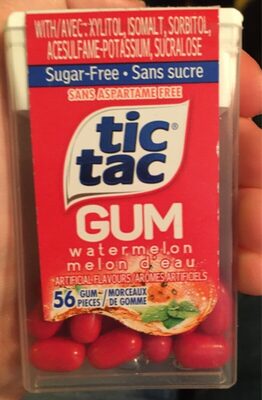 WITH/AVEC: XYLITOL, ISOMALT, SORBITOL,
ACESULFAME-POTASSIUM, SUCRALOSE
Sugar-Free • Sans sucre
SANS ASPARTAME FREE
tic®
tac
GUM
watermelon
melon d'eau
ARTIFICIAL FLAVOURS/ARÔMES ARTIFICIELS
56 GUM PIECES / MORCEAUX DE GOMME